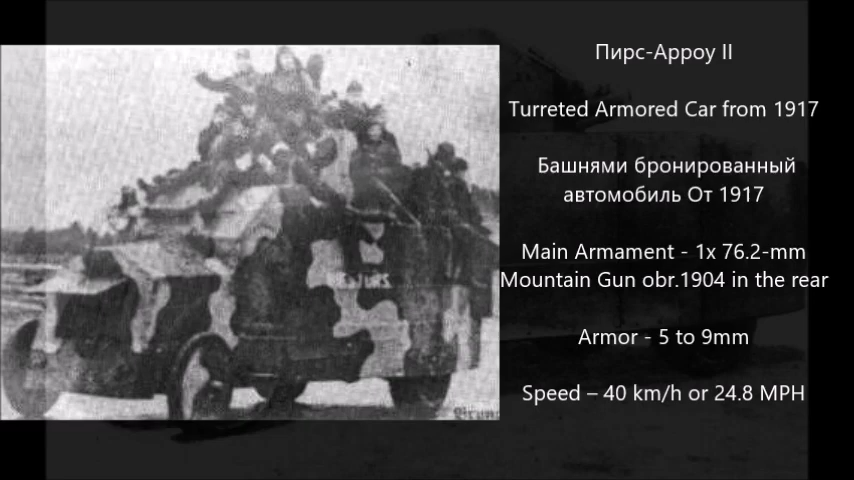 Пирс-Арроу II
Turreted Armored Car from 1917
Башнями бронированный
автомобиль От 1917
Main Armament - 1x 76.2-mm
Mountain Gun obr.1904 in the rear
Armor - 5 to 9mm
Speed – 40 km/h or 24.8 MPH